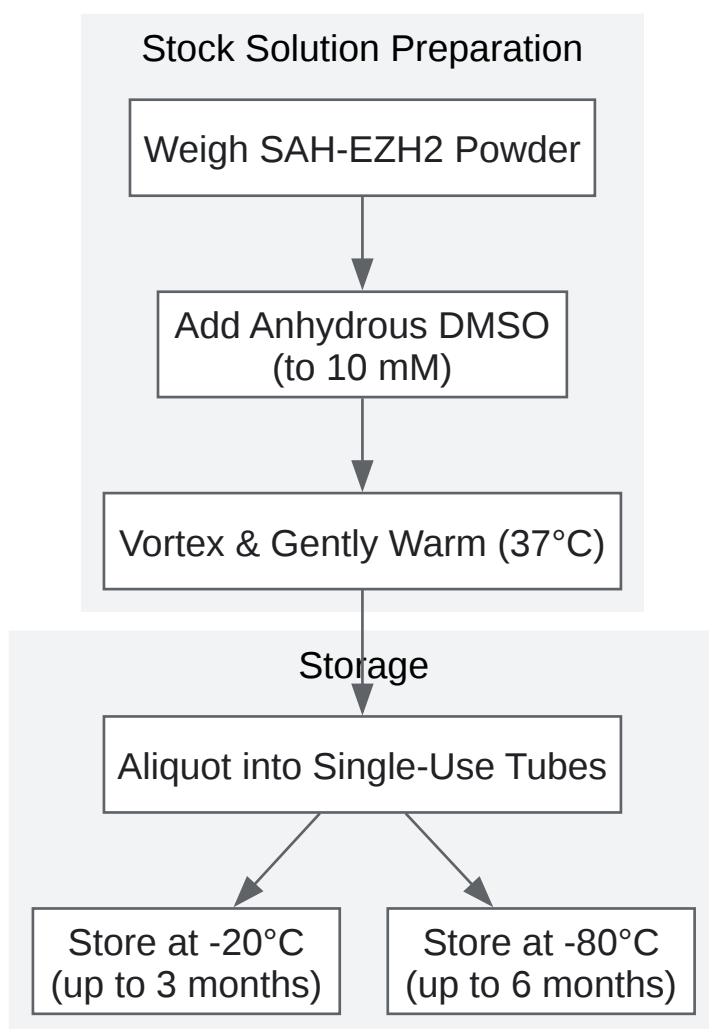 Stock Solution Preparation
Weigh SAH-EZH2 Powder
Add Anhydrous DMSO
(to 10 mM)
Vortex & Gently Warm (37°C)
Storage
Aliquot into Single-Use Tubes
Store at -20°C
(up to 3 months)
Store at -80°C
(up to 6 months)